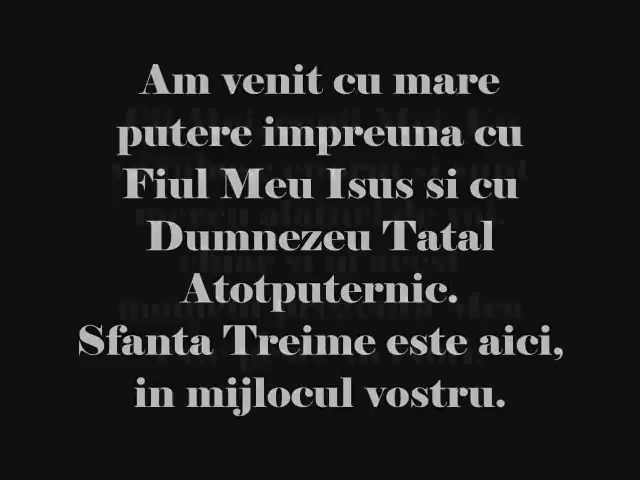 Am venit cu mare
putere impreuna cu
Fiul Meu Isus si cu
Dumnezeu Tatal
Atotputernic.
Sfanta Treime este aici,
in mijlocul vostru.